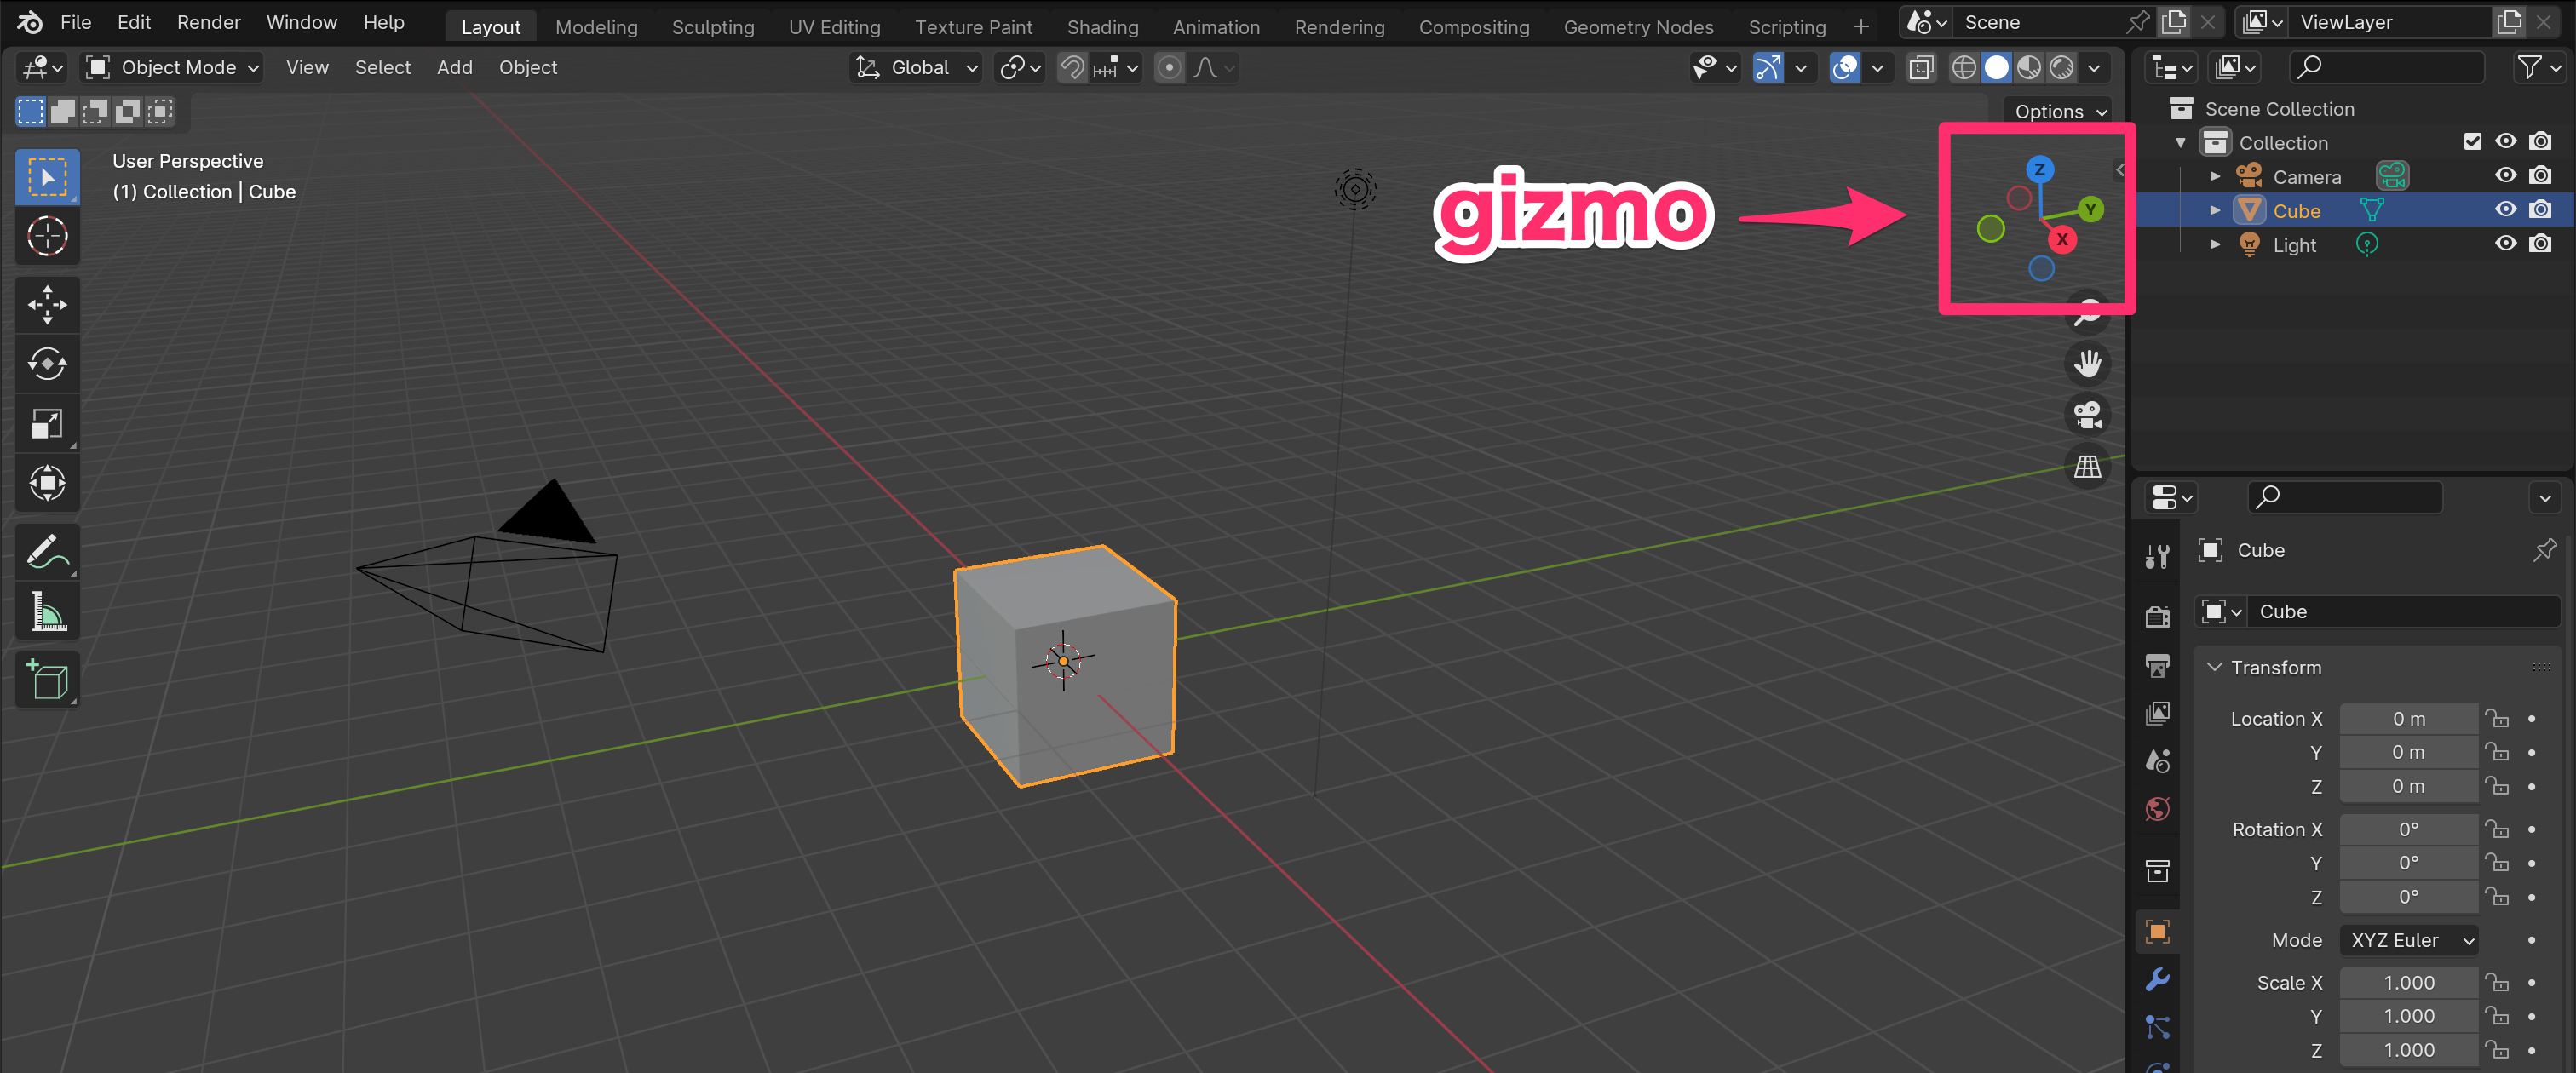 File Edit Render Window Help Layout Modeling Sculpting UV Editing Texture Paint Shading Animation Rendering Compositing Geometry Nodes Scripting + Scene ViewLayer
Object Mode View Select Add Object Global
Options
User Perspective
(1) Collection | Cube
gizmo
Z
Y
X
Scene Collection
Collection
Camera
Cube
Light
Cube
Cube
Transform
Location X 0 m
Y 0 m
Z 0 m
Rotation X 0°
Y 0°
Z 0°
Mode XYZ Euler
Scale X 1.000
Y 1.000
Z 1.000